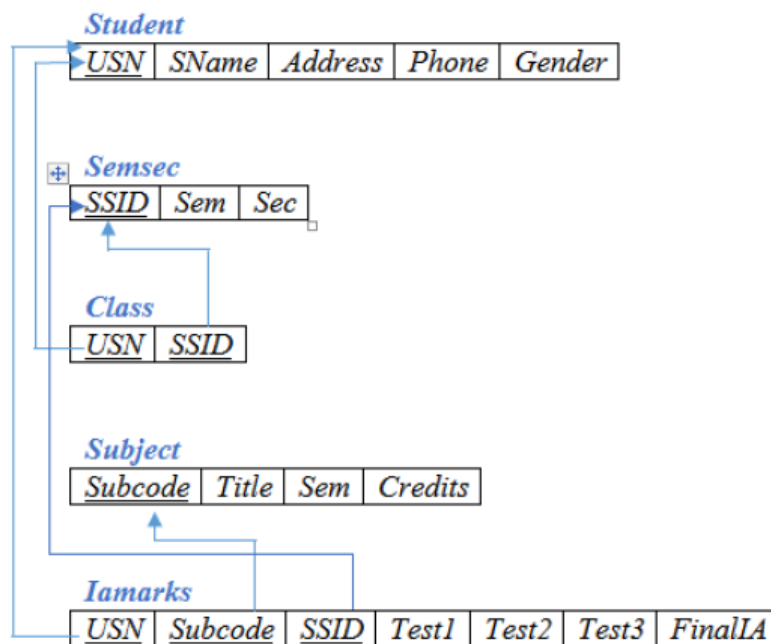 Student
USN SName Address Phone Gender
Semsec
SSID Sem Sec
Class
USN SSID
Subject
Subcode Title Sem Credits
Iamarks
USN Subcode SSID Test1 Test2 Test3 FinalIA